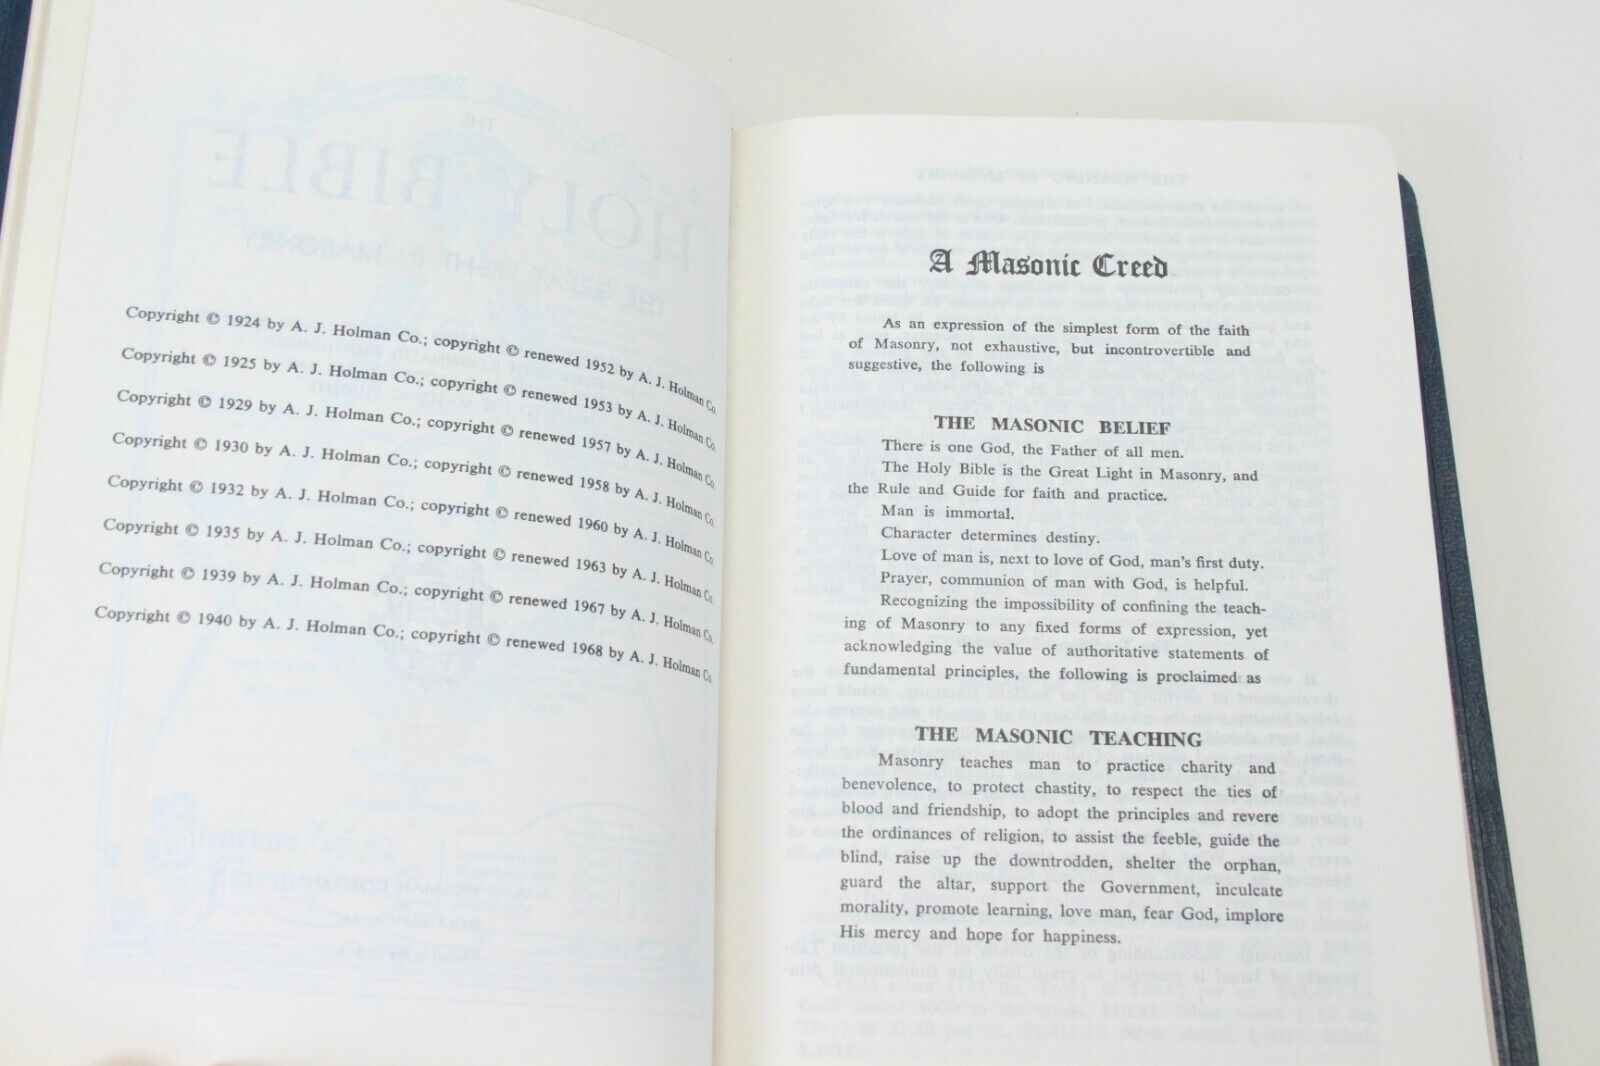 Copyright © 1924 by A. J. Holman Co.; copyright © renewed 1952 by A. J. Holman Co.
Copyright © 1925 by A. J. Holman Co.; copyright © renewed 1953 by A. J. Holman Co.
Copyright © 1929 by A. J. Holman Co.; copyright © renewed 1957 by A. J. Holman Co.
Copyright © 1930 by A. J. Holman Co.; copyright © renewed 1958 by A. J. Holman Co.
Copyright © 1932 by A. J. Holman Co.; copyright © renewed 1960 by A. J. Holman Co.
Copyright © 1935 by A. J. Holman Co.; copyright © renewed 1963 by A. J. Holman Co.
Copyright © 1939 by A. J. Holman Co.; copyright © renewed 1967 by A. J. Holman Co.
Copyright © 1940 by A. J. Holman Co.; copyright © renewed 1968 by A. J. Holman Co.
THE
HOLY BIBLE
THE GREAT LIGHT IN MASONRY
A Masonic Creed
As an expression of the simplest form of the faith
of Masonry, not exhaustive, but incontrovertible and
suggestive, the following is
THE MASONIC BELIEF
There is one God, the Father of all men.
The Holy Bible is the Great Light in Masonry, and
the Rule and Guide for faith and practice.
Man is immortal.
Character determines destiny.
Love of man is, next to love of God, man's first duty.
Prayer, communion of man with God, is helpful.
Recognizing the impossibility of confining the teach-
ing of Masonry to any fixed forms of expression, yet
acknowledging the value of authoritative statements of
fundamental principles, the following is proclaimed as
THE MASONIC TEACHING
Masonry teaches man to practice charity and
benevolence, to protect chastity, to respect the ties of
blood and friendship, to adopt the principles and revere
the ordinances of religion, to assist the feeble, guide the
blind, raise up the downtrodden, shelter the orphan,
guard the altar, support the Government, inculcate
morality, promote learning, love man, fear God, implore
His mercy and hope for happiness.